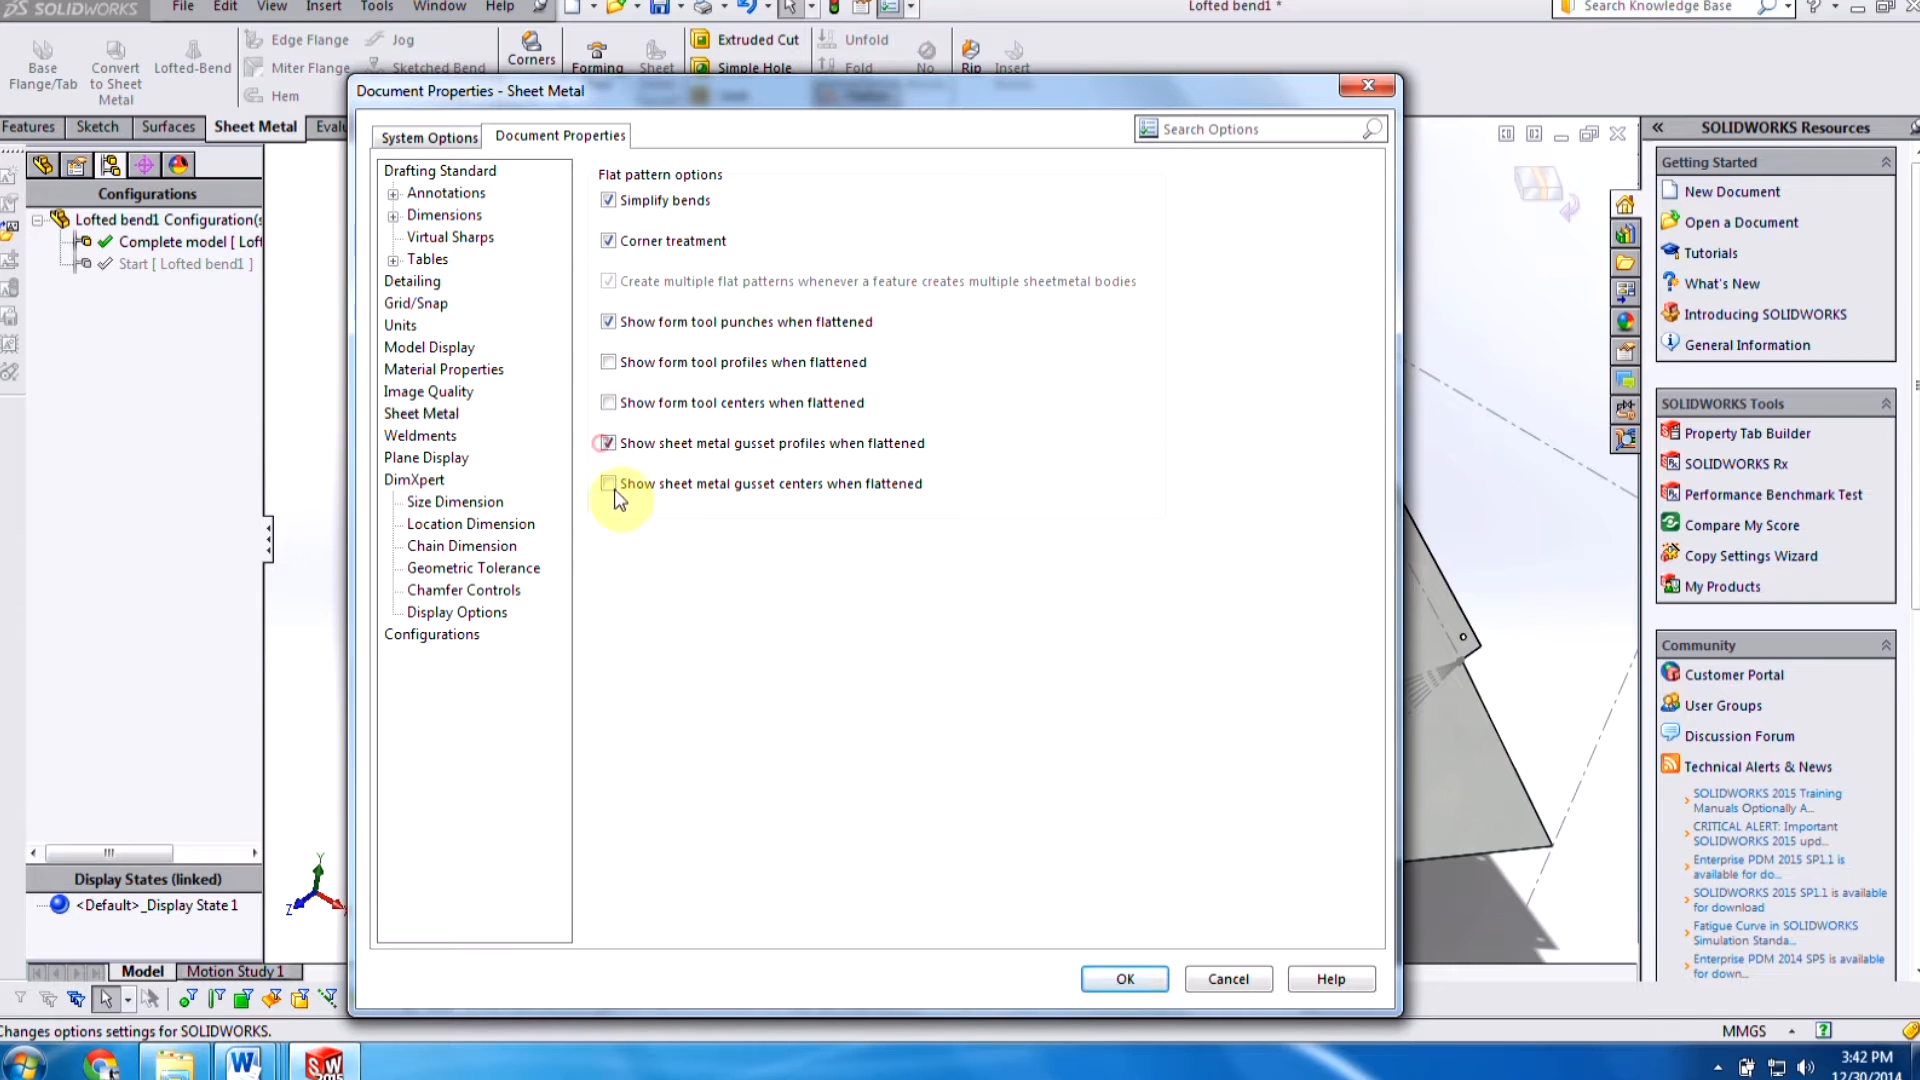 SOLIDWORKS
File Edit View Insert Tools Window Help
Lofted bend1 *
Search Knowledge Base
Base Flange/Tab
Convert to Sheet Metal
Lofted-Bend
Edge Flange
Jog
Miter Flange
Sketched Bend
Hem
Corners
Forming
Sheet
Extruded Cut
Simple Hole
Unfold
Fold
No
Rip
Insert
Features Sketch Surfaces Sheet Metal Evalu
Configurations
Lofted bend1 Configuration(s
Complete model [ Loft
Start [ Lofted bend1 ]
Display States (linked)
<Default>_Display State 1
Model Motion Study 1
Changes options settings for SOLIDWORKS.
Document Properties - Sheet Metal
System Options Document Properties
Search Options
Drafting Standard
Annotations
Dimensions
Virtual Sharps
Tables
Detailing
Grid/Snap
Units
Model Display
Material Properties
Image Quality
Sheet Metal
Weldments
Plane Display
DimXpert
Size Dimension
Location Dimension
Chain Dimension
Geometric Tolerance
Chamfer Controls
Display Options
Configurations
Flat pattern options
Simplify bends
Corner treatment
Create multiple flat patterns whenever a feature creates multiple sheetmetal bodies
Show form tool punches when flattened
Show form tool profiles when flattened
Show form tool centers when flattened
Show sheet metal gusset profiles when flattened
Show sheet metal gusset centers when flattened
OK Cancel Help
Y
Z
SOLIDWORKS Resources
Getting Started
New Document
Open a Document
Tutorials
What's New
Introducing SOLIDWORKS
General Information
SOLIDWORKS Tools
Property Tab Builder
SOLIDWORKS Rx
Performance Benchmark Test
Compare My Score
Copy Settings Wizard
My Products
Community
Customer Portal
User Groups
Discussion Forum
Technical Alerts & News
SOLIDWORKS 2015 Training
Manuals Optionally A...
CRITICAL ALERT: Important
SOLIDWORKS 2015 upd...
Enterprise PDM 2015 SP1.1 is
available for do...
SOLIDWORKS 2015 SP1.1 is available
for download
Fatigue Curve in SOLIDWORKS
Simulation Standa...
Enterprise PDM 2014 SP5 is available
for down...
MMGS
3:42 PM
12/30/2014